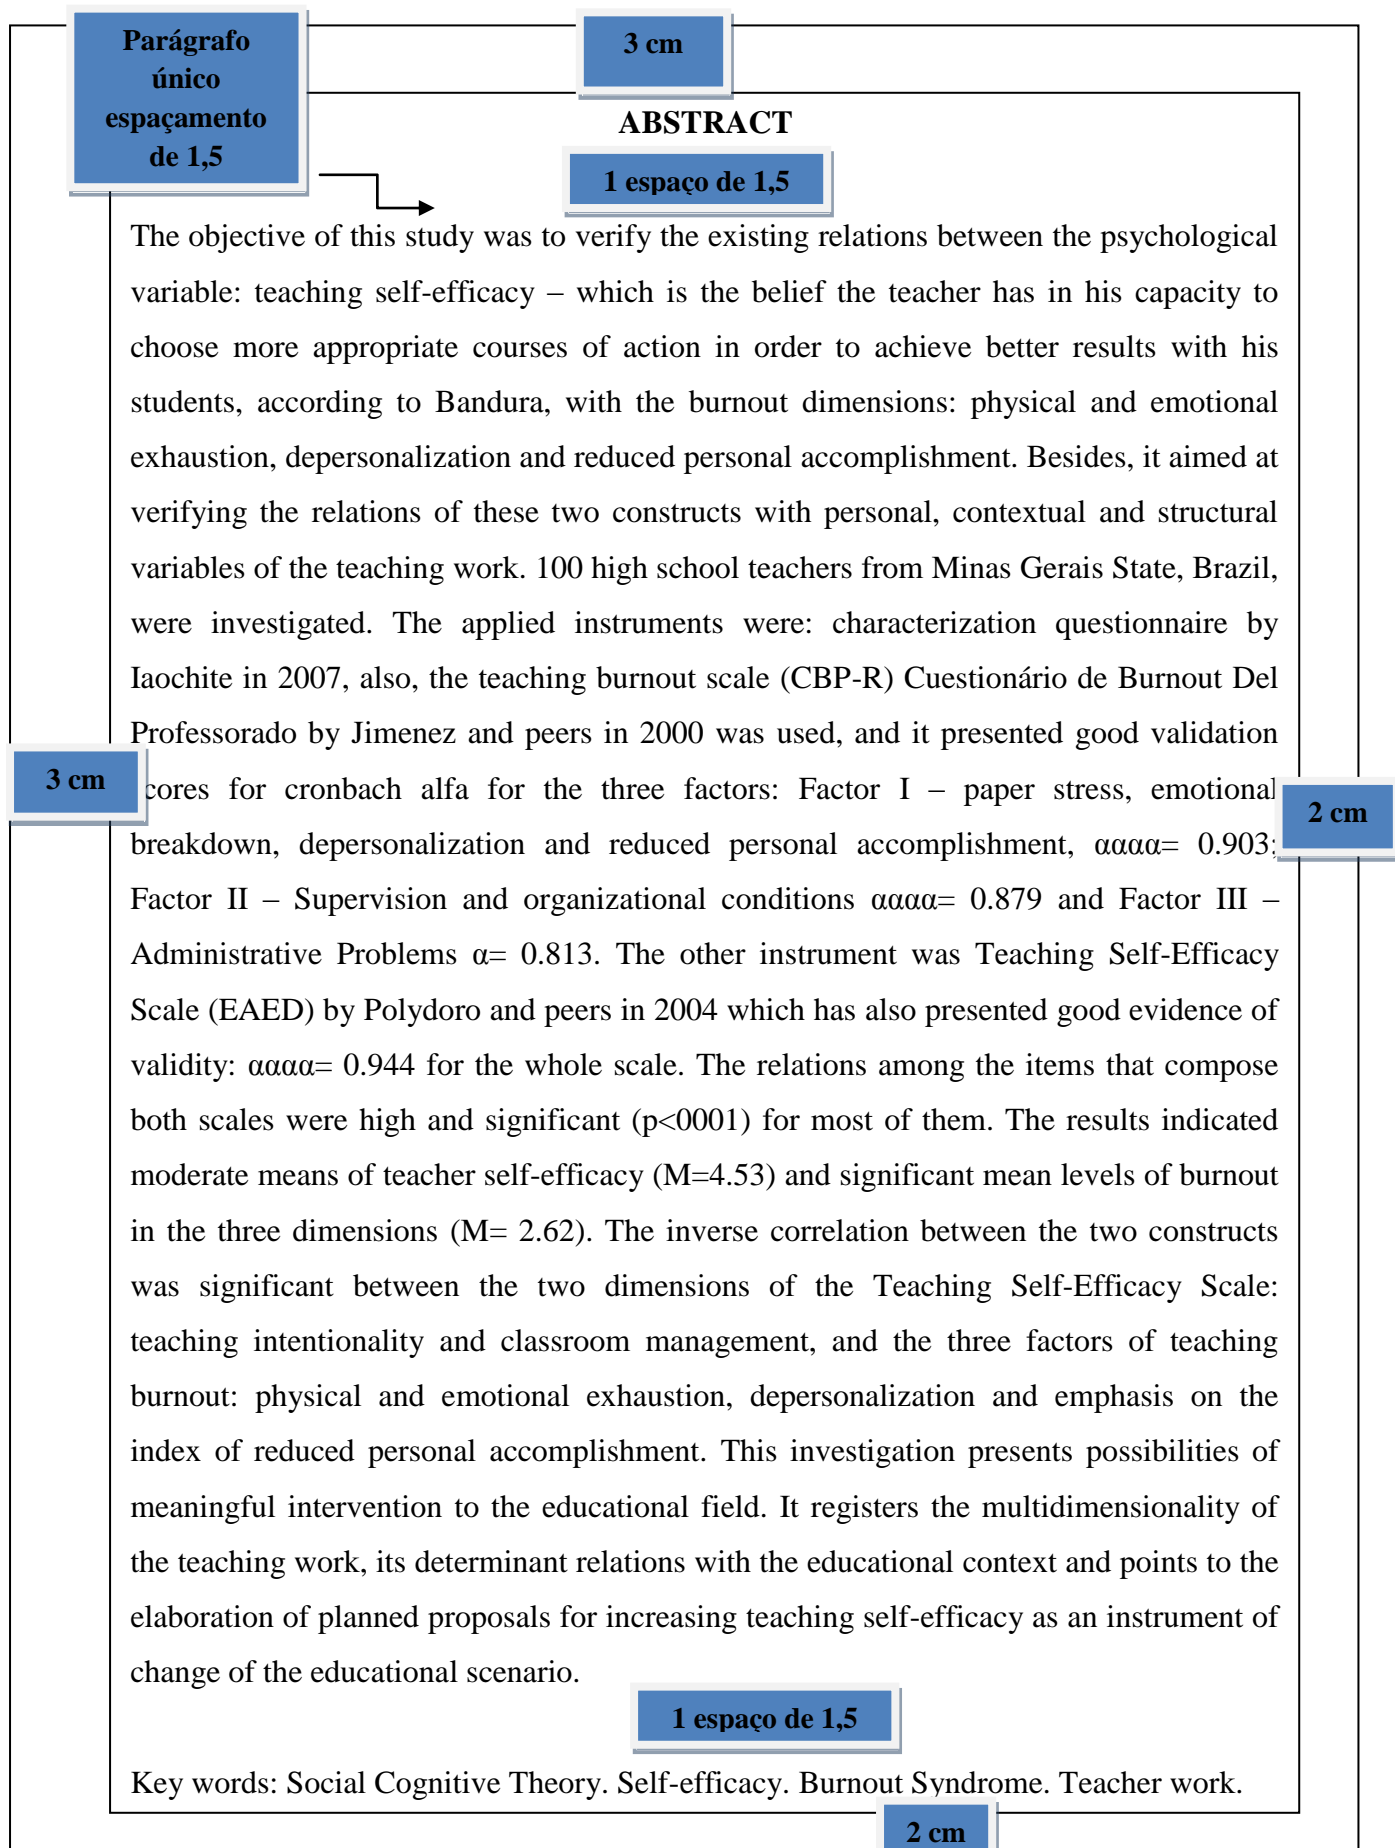 Parágrafo
único
espaçamento
de 1,5
3 cm
ABSTRACT
1 espaço de 1,5
The objective of this study was to verify the existing relations between the psychological
variable: teaching self-efficacy – which is the belief the teacher has in his capacity to
choose more appropriate courses of action in order to achieve better results with his
students, according to Bandura, with the burnout dimensions: physical and emotional
exhaustion, depersonalization and reduced personal accomplishment. Besides, it aimed at
verifying the relations of these two constructs with personal, contextual and structural
variables of the teaching work. 100 high school teachers from Minas Gerais State, Brazil,
were investigated. The applied instruments were: characterization questionnaire by
Iaochite in 2007, also, the teaching burnout scale (CBP-R) Cuestionário de Burnout Del
Professorado by Jimenez and peers in 2000 was used, and it presented good validation
3 cm
cores for cronbach alfa for the three factors: Factor I – paper stress, emotional
2 cm
breakdown, depersonalization and reduced personal accomplishment, αααα= 0.903;
Factor II – Supervision and organizational conditions αααα= 0.879 and Factor III –
Administrative Problems α= 0.813. The other instrument was Teaching Self-Efficacy
Scale (EAED) by Polydoro and peers in 2004 which has also presented good evidence of
validity: αααα= 0.944 for the whole scale. The relations among the items that compose
both scales were high and significant (p<0001) for most of them. The results indicated
moderate means of teacher self-efficacy (M=4.53) and significant mean levels of burnout
in the three dimensions (M= 2.62). The inverse correlation between the two constructs
was significant between the two dimensions of the Teaching Self-Efficacy Scale:
teaching intentionality and classroom management, and the three factors of teaching
burnout: physical and emotional exhaustion, depersonalization and emphasis on the
index of reduced personal accomplishment. This investigation presents possibilities of
meaningful intervention to the educational field. It registers the multidimensionality of
the teaching work, its determinant relations with the educational context and points to the
elaboration of planned proposals for increasing teaching self-efficacy as an instrument of
change of the educational scenario.
1 espaço de 1,5
Key words: Social Cognitive Theory. Self-efficacy. Burnout Syndrome. Teacher work.
2 cm